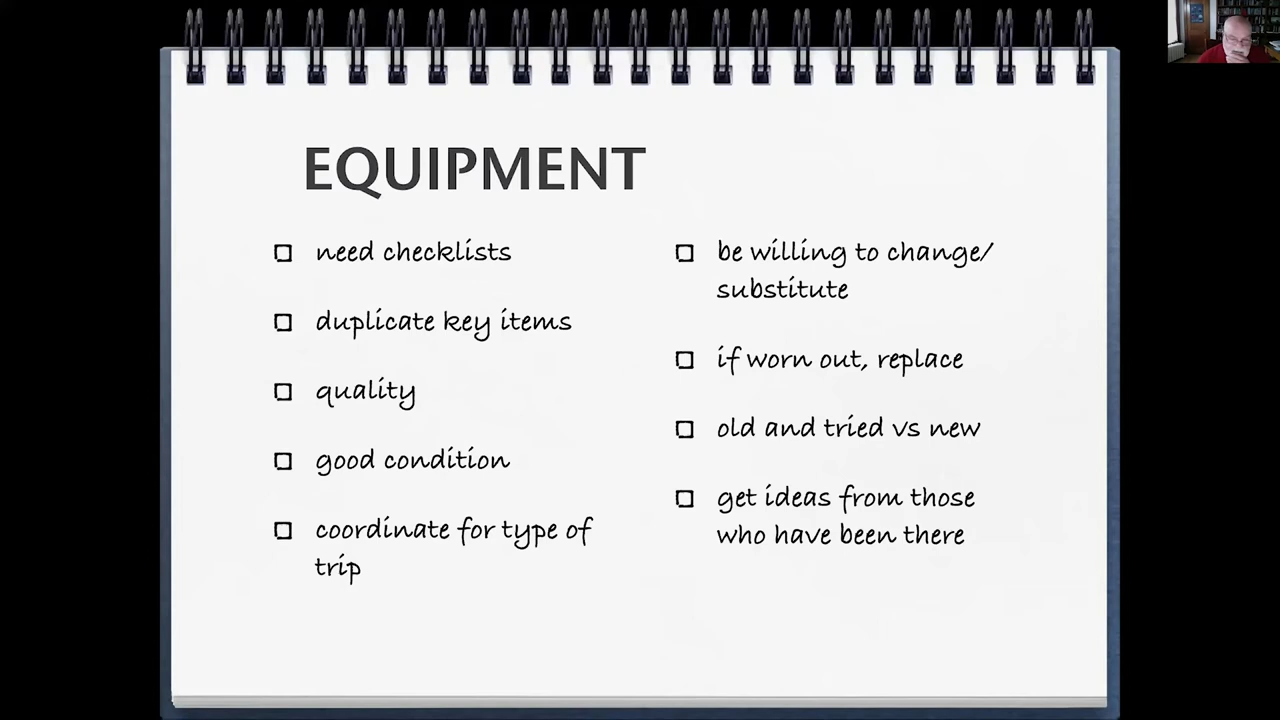 EQUIPMENT
need checklists
duplicate key items
quality
good condition
coordinate for type of
trip
be willing to change/
substitute
if worn out, replace
old and tried vs new
get ideas from those
who have been there